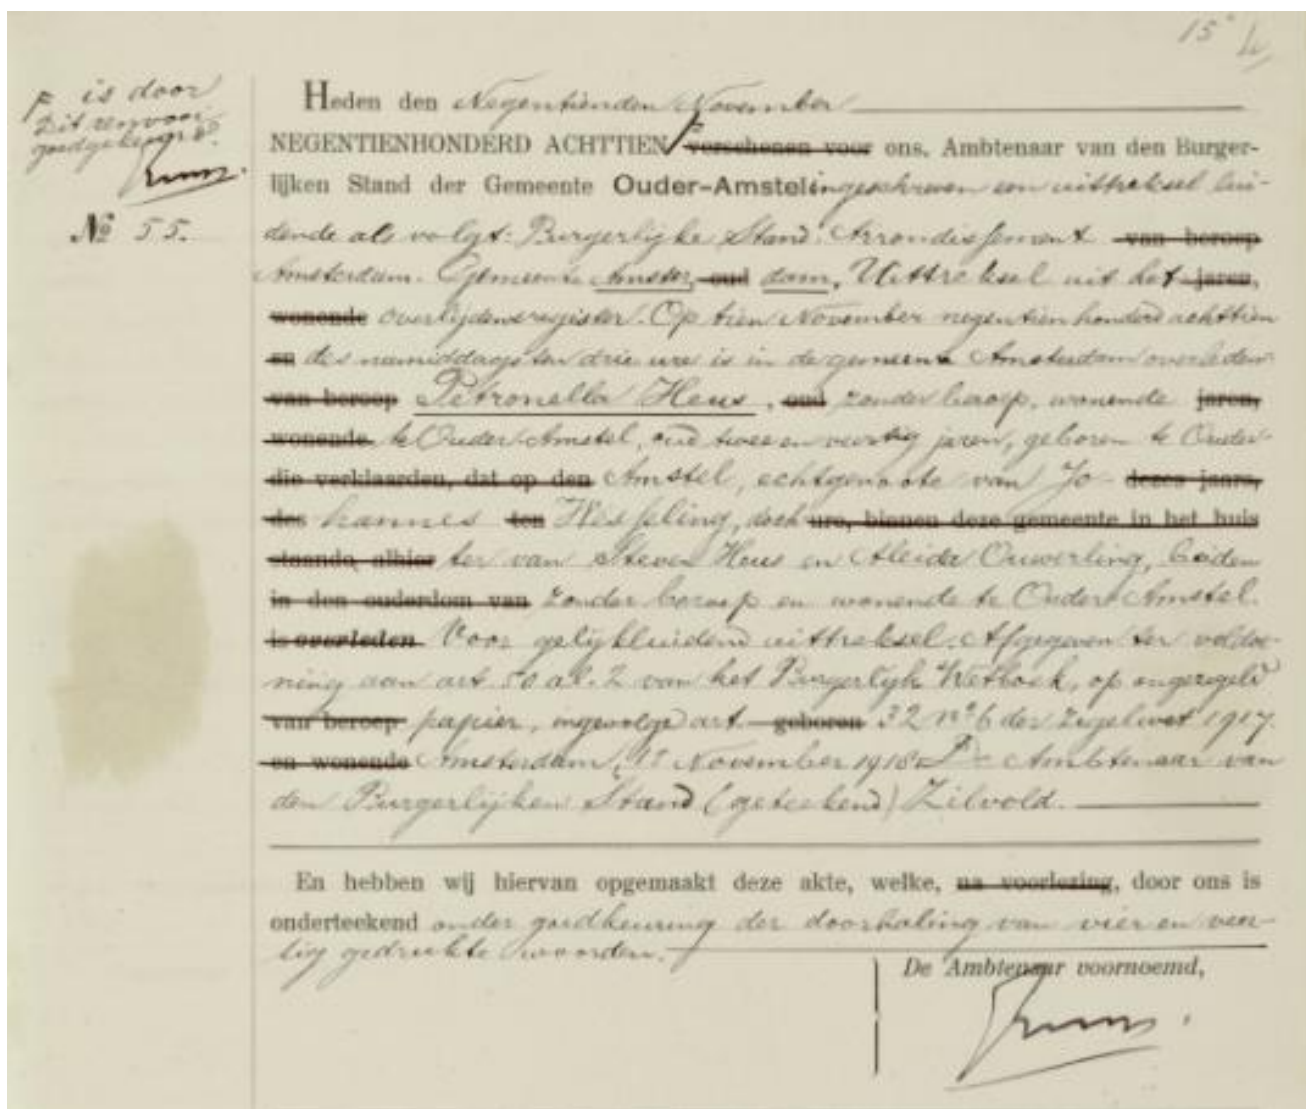 15
is door
Dit renvooi
goedgekeurd
Nº 55.
Heden den Negentienden November
NEGENTIENHONDERD ACHTTIEN verschenen voor ons, Ambtenaar van den Burger-
lijken Stand der Gemeente Ouder-Amstel ingeschreven een uittreksel lui-
dende als volgt: Burgerlijke Stand. Arrondissement van beroep
Amsterdam. Gemeente Amster oud dam. Uittreksel uit het jaren,
wonende overlijdensregister. Op tien November negentienhonderd achttien
en des namiddags ten drie ure is in de gemeente Amsterdam overleden
van beroep Petronella Heus, oud zonder beroep, wonende jaren,
wonende te Ouder-Amstel, oud twee en veertig jaren, geboren te Ouder-
die verklaarden, dat op den Amstel, echtgenoote van Jo- dezes jaars,
des hannes ten Wesseling, doch ure, binnen deze gemeente in het huis
staande alhier ter van Steven Heus en Aleida Ouwerling, beiden
in den ouderdom van zonder beroep en wonende te Ouder-Amstel.
is overleden Voor gelijkluidend uittreksel. Afgegeven ter voldoe-
ning aan art. 50 al. 2 van het Burgerlijk Wetboek, op ongezegeld
van beroep papier, ingevolge art. geboren 32 nº 6 der Zegelwet 1917.
en wonende Amsterdam, November 1918. De Ambtenaar van
den Burgerlijken Stand (geteekend) Zilvold.
En hebben wij hiervan opgemaakt deze akte, welke, na voorlezing, door ons is
onderteekend onder goedkeuring der doorhaling van vier en veer-
tig gedrukte woorden.
De Ambtenaar voornoemd,